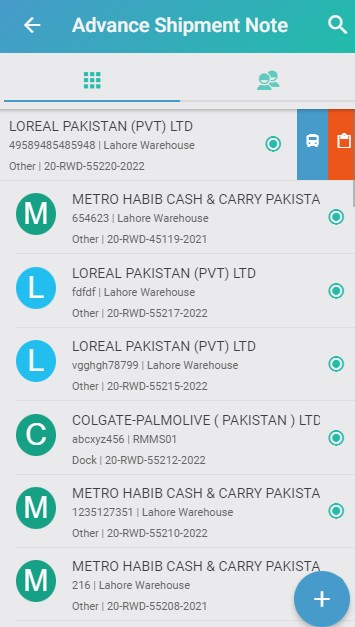 Advance Shipment Note
LOREAL PAKISTAN (PVT) LTD
49589485485948 | Lahore Warehouse
Other | 20-RWD-55220-2022
M
METRO HABIB CASH & CARRY PAKISTA
654623 | Lahore Warehouse
Other | 20-RWD-45119-2021
L
LOREAL PAKISTAN (PVT) LTD
fdfdf | Lahore Warehouse
Other | 20-RWD-55217-2022
L
LOREAL PAKISTAN (PVT) LTD
vgghgh78799 | Lahore Warehouse
Other | 20-RWD-55215-2022
C
COLGATE-PALMOLIVE ( PAKISTAN ) LTD
abcxyz456 | RMMS01
Dock | 20-RWD-55212-2022
M
METRO HABIB CASH & CARRY PAKISTA
1235127351 | Lahore Warehouse
Other | 20-RWD-55210-2022
M
METRO HABIB CASH & CARRY PAKISTA
216 | Lahore Warehouse
Other | 20-RWD-55208-2021